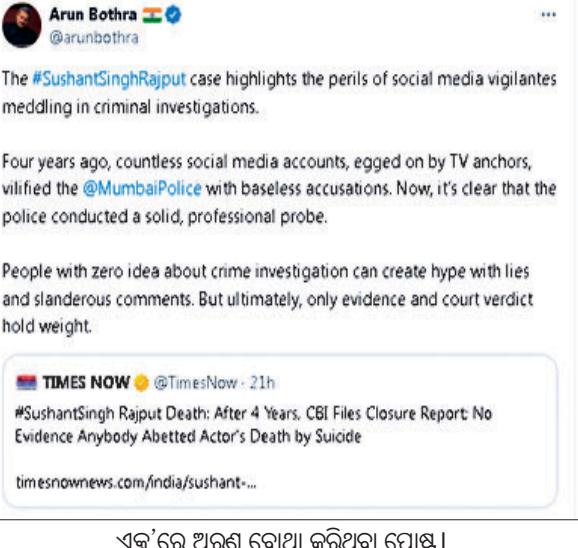 Arun Bothra
@arunbothra
The #SushantSinghRajput case highlights the perils of social media vigilantes
meddling in criminal investigations.
Four years ago, countless social media accounts, egged on by TV anchors,
vilified the @MumbaiPolice with baseless accusations. Now, it's clear that the
police conducted a solid, professional probe.
People with zero idea about crime investigation can create hype with lies
and slanderous comments. But ultimately, only evidence and court verdict
hold weight.
TIMES NOW @TimesNow · 21h
#SushantSingh Rajput Death: After 4 Years, CBI Files Closure Report: No
Evidence Anybody Abetted Actor's Death by Suicide
timesnownews.com/india/sushant-...
ଏକ୍ସ'ରେ ଅରୁଣ ବୋଥ୍ରା କରିଥିବା ପୋଷ୍ଟ।